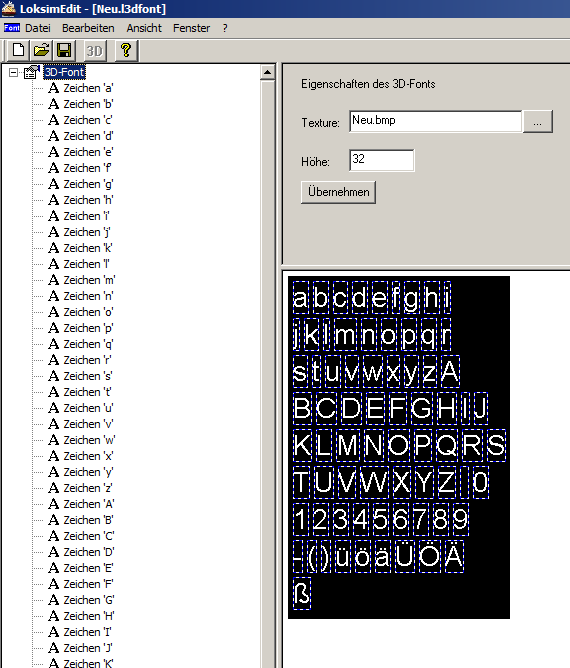 LoksimEdit - [Neu.l3dfont]
Font Datei Bearbeiten Ansicht Fenster ?
3D ?
3D-Font
Zeichen 'a'
Zeichen 'b'
Zeichen 'c'
Zeichen 'd'
Zeichen 'e'
Zeichen 'f'
Zeichen 'g'
Zeichen 'h'
Zeichen 'i'
Zeichen 'j'
Zeichen 'k'
Zeichen 'l'
Zeichen 'm'
Zeichen 'n'
Zeichen 'o'
Zeichen 'p'
Zeichen 'q'
Zeichen 'r'
Zeichen 's'
Zeichen 't'
Zeichen 'u'
Zeichen 'v'
Zeichen 'w'
Zeichen 'x'
Zeichen 'y'
Zeichen 'z'
Zeichen 'A'
Zeichen 'B'
Zeichen 'C'
Zeichen 'D'
Zeichen 'E'
Zeichen 'F'
Zeichen 'G'
Zeichen 'H'
Zeichen 'I'
Zeichen 'J'
Zeichen 'K'
Eigenschaften des 3D-Fonts
Texture: Neu.bmp ...
Höhe: 32
Übernehmen
abcdefghi
jklmnopqr
stuvwxyzA
BCDEFGHIJ
KLMNOPQRS
TUVWXYZ 0
123456789
-()üöäÜÖÄ
ß